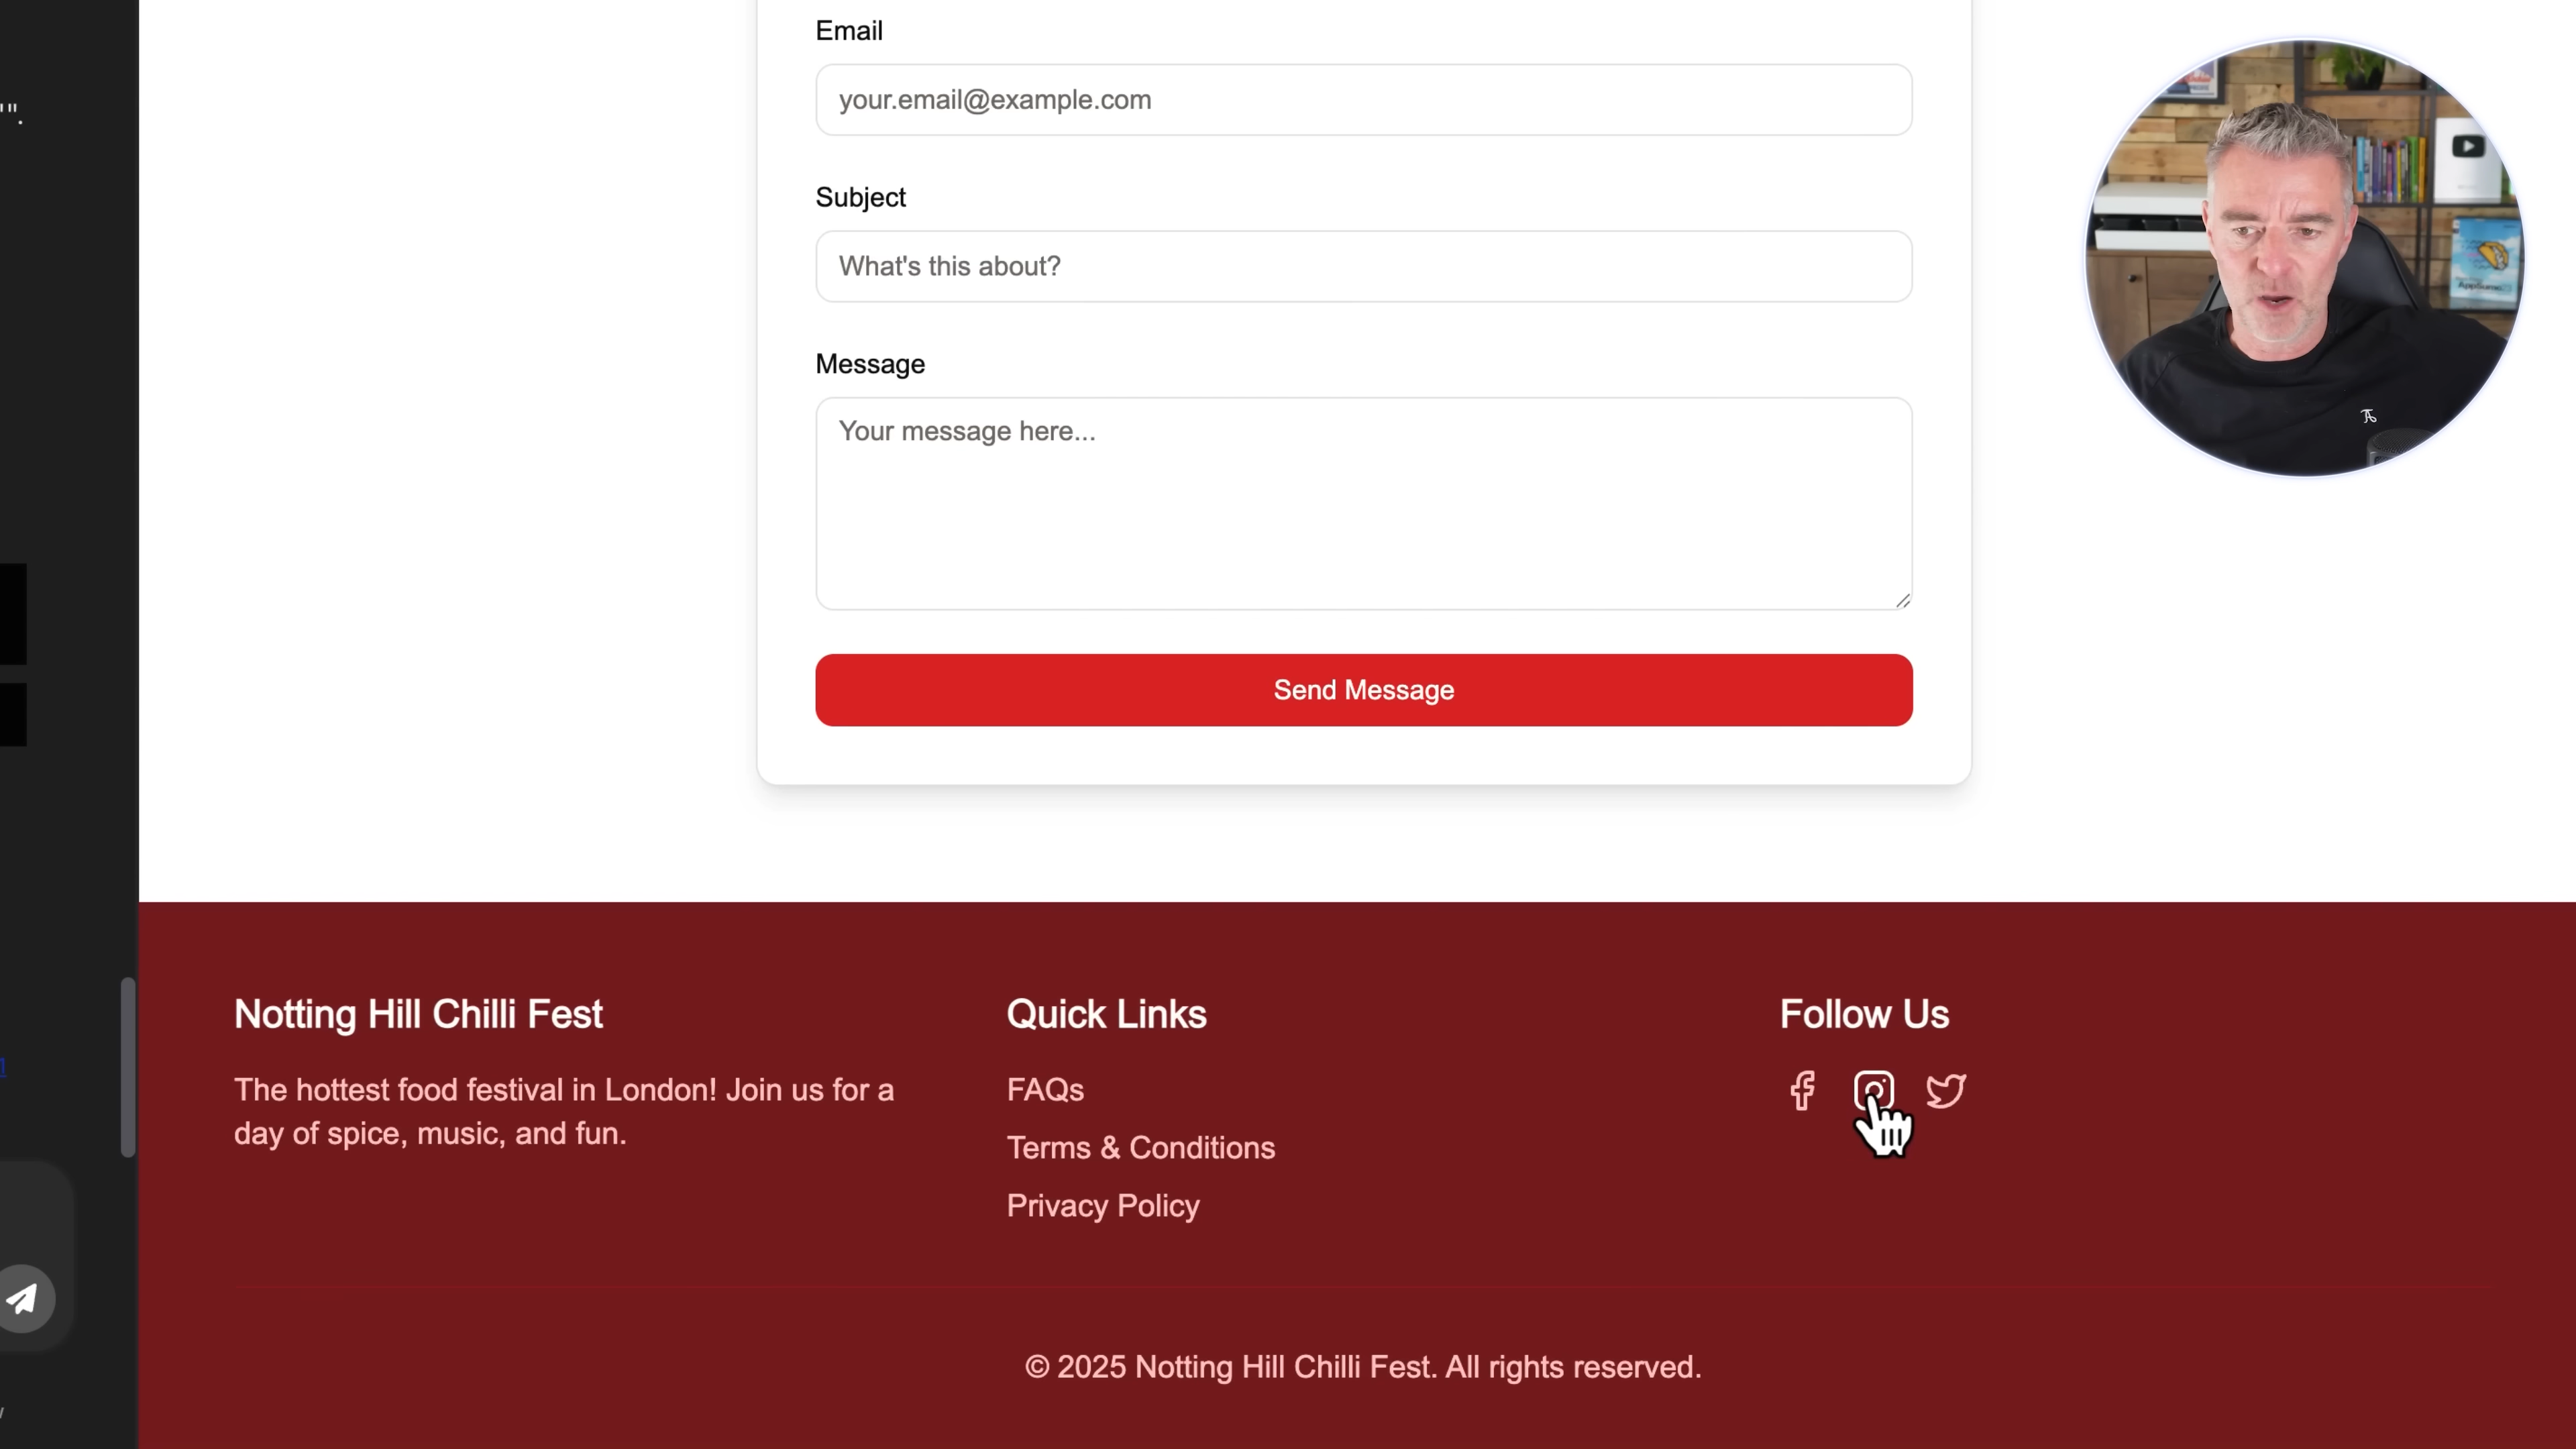 '".
Email
your.email@example.com
Subject
What's this about?
Message
Your message here...
Send Message
Notting Hill Chilli Fest
The hottest food festival in London! Join us for a
day of spice, music, and fun.
Quick Links
FAQs
Terms & Conditions
Privacy Policy
Follow Us
© 2025 Notting Hill Chilli Fest. All rights reserved.